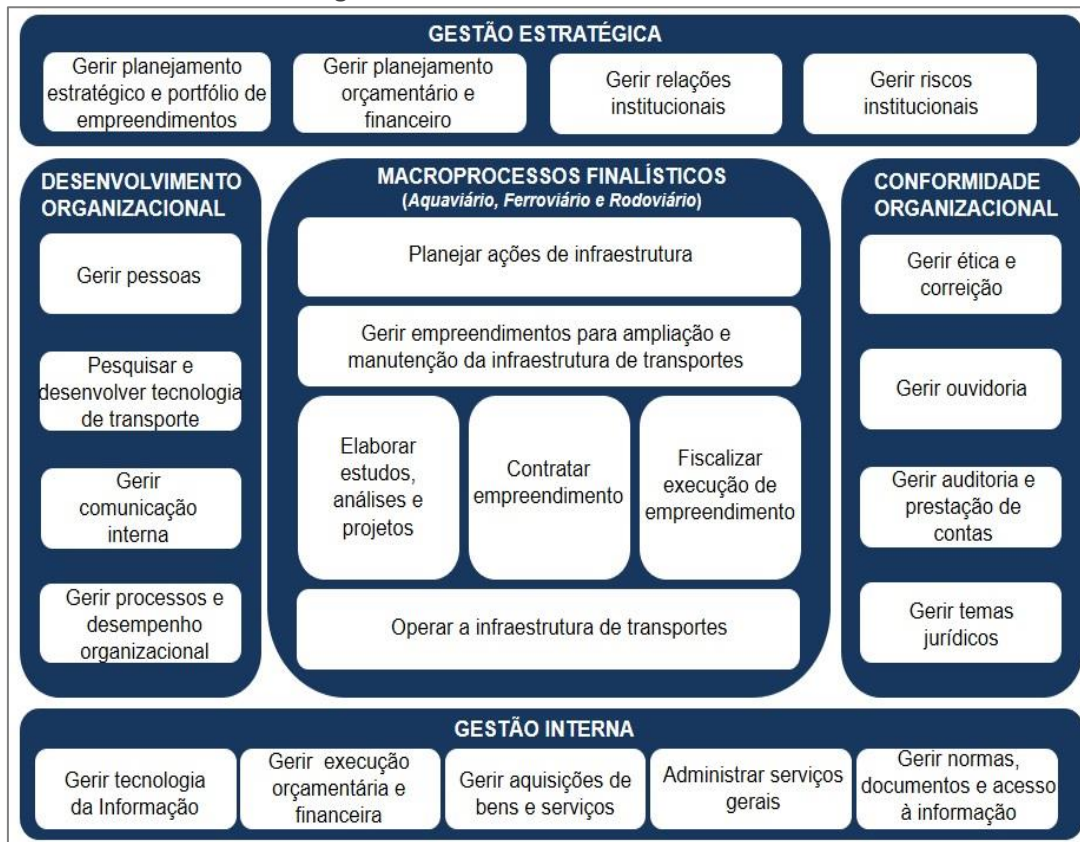 GESTÃO ESTRATÉGICA
Gerir planejamento
estratégico e portfólio de
empreendimentos
Gerir planejamento
orçamentário e
financeiro
Gerir relações
institucionais
Gerir riscos
institucionais
DESENVOLVIMENTO
ORGANIZACIONAL
Gerir pessoas
Pesquisar e
desenvolver tecnologia
de transporte
Gerir
comunicação
interna
Gerir processos e
desempenho
organizacional
MACROPROCESSOS FINALÍSTICOS
(Aquaviário, Ferroviário e Rodoviário)
Planejar ações de infraestrutura
Gerir empreendimentos para ampliação e
manutenção da infraestrutura de transportes
Elaborar
estudos,
análises e
projetos
Contratar
empreendimento
Fiscalizar
execução de
empreendimento
Operar a infraestrutura de transportes
CONFORMIDADE
ORGANIZACIONAL
Gerir ética e
correição
Gerir ouvidoria
Gerir auditoria e
prestação de
contas
Gerir temas
jurídicos
GESTÃO INTERNA
Gerir tecnologia
da Informação
Gerir execução
orçamentária e
financeira
Gerir aquisições de
bens e serviços
Administrar serviços
gerais
Gerir normas,
documentos e acesso
à informação